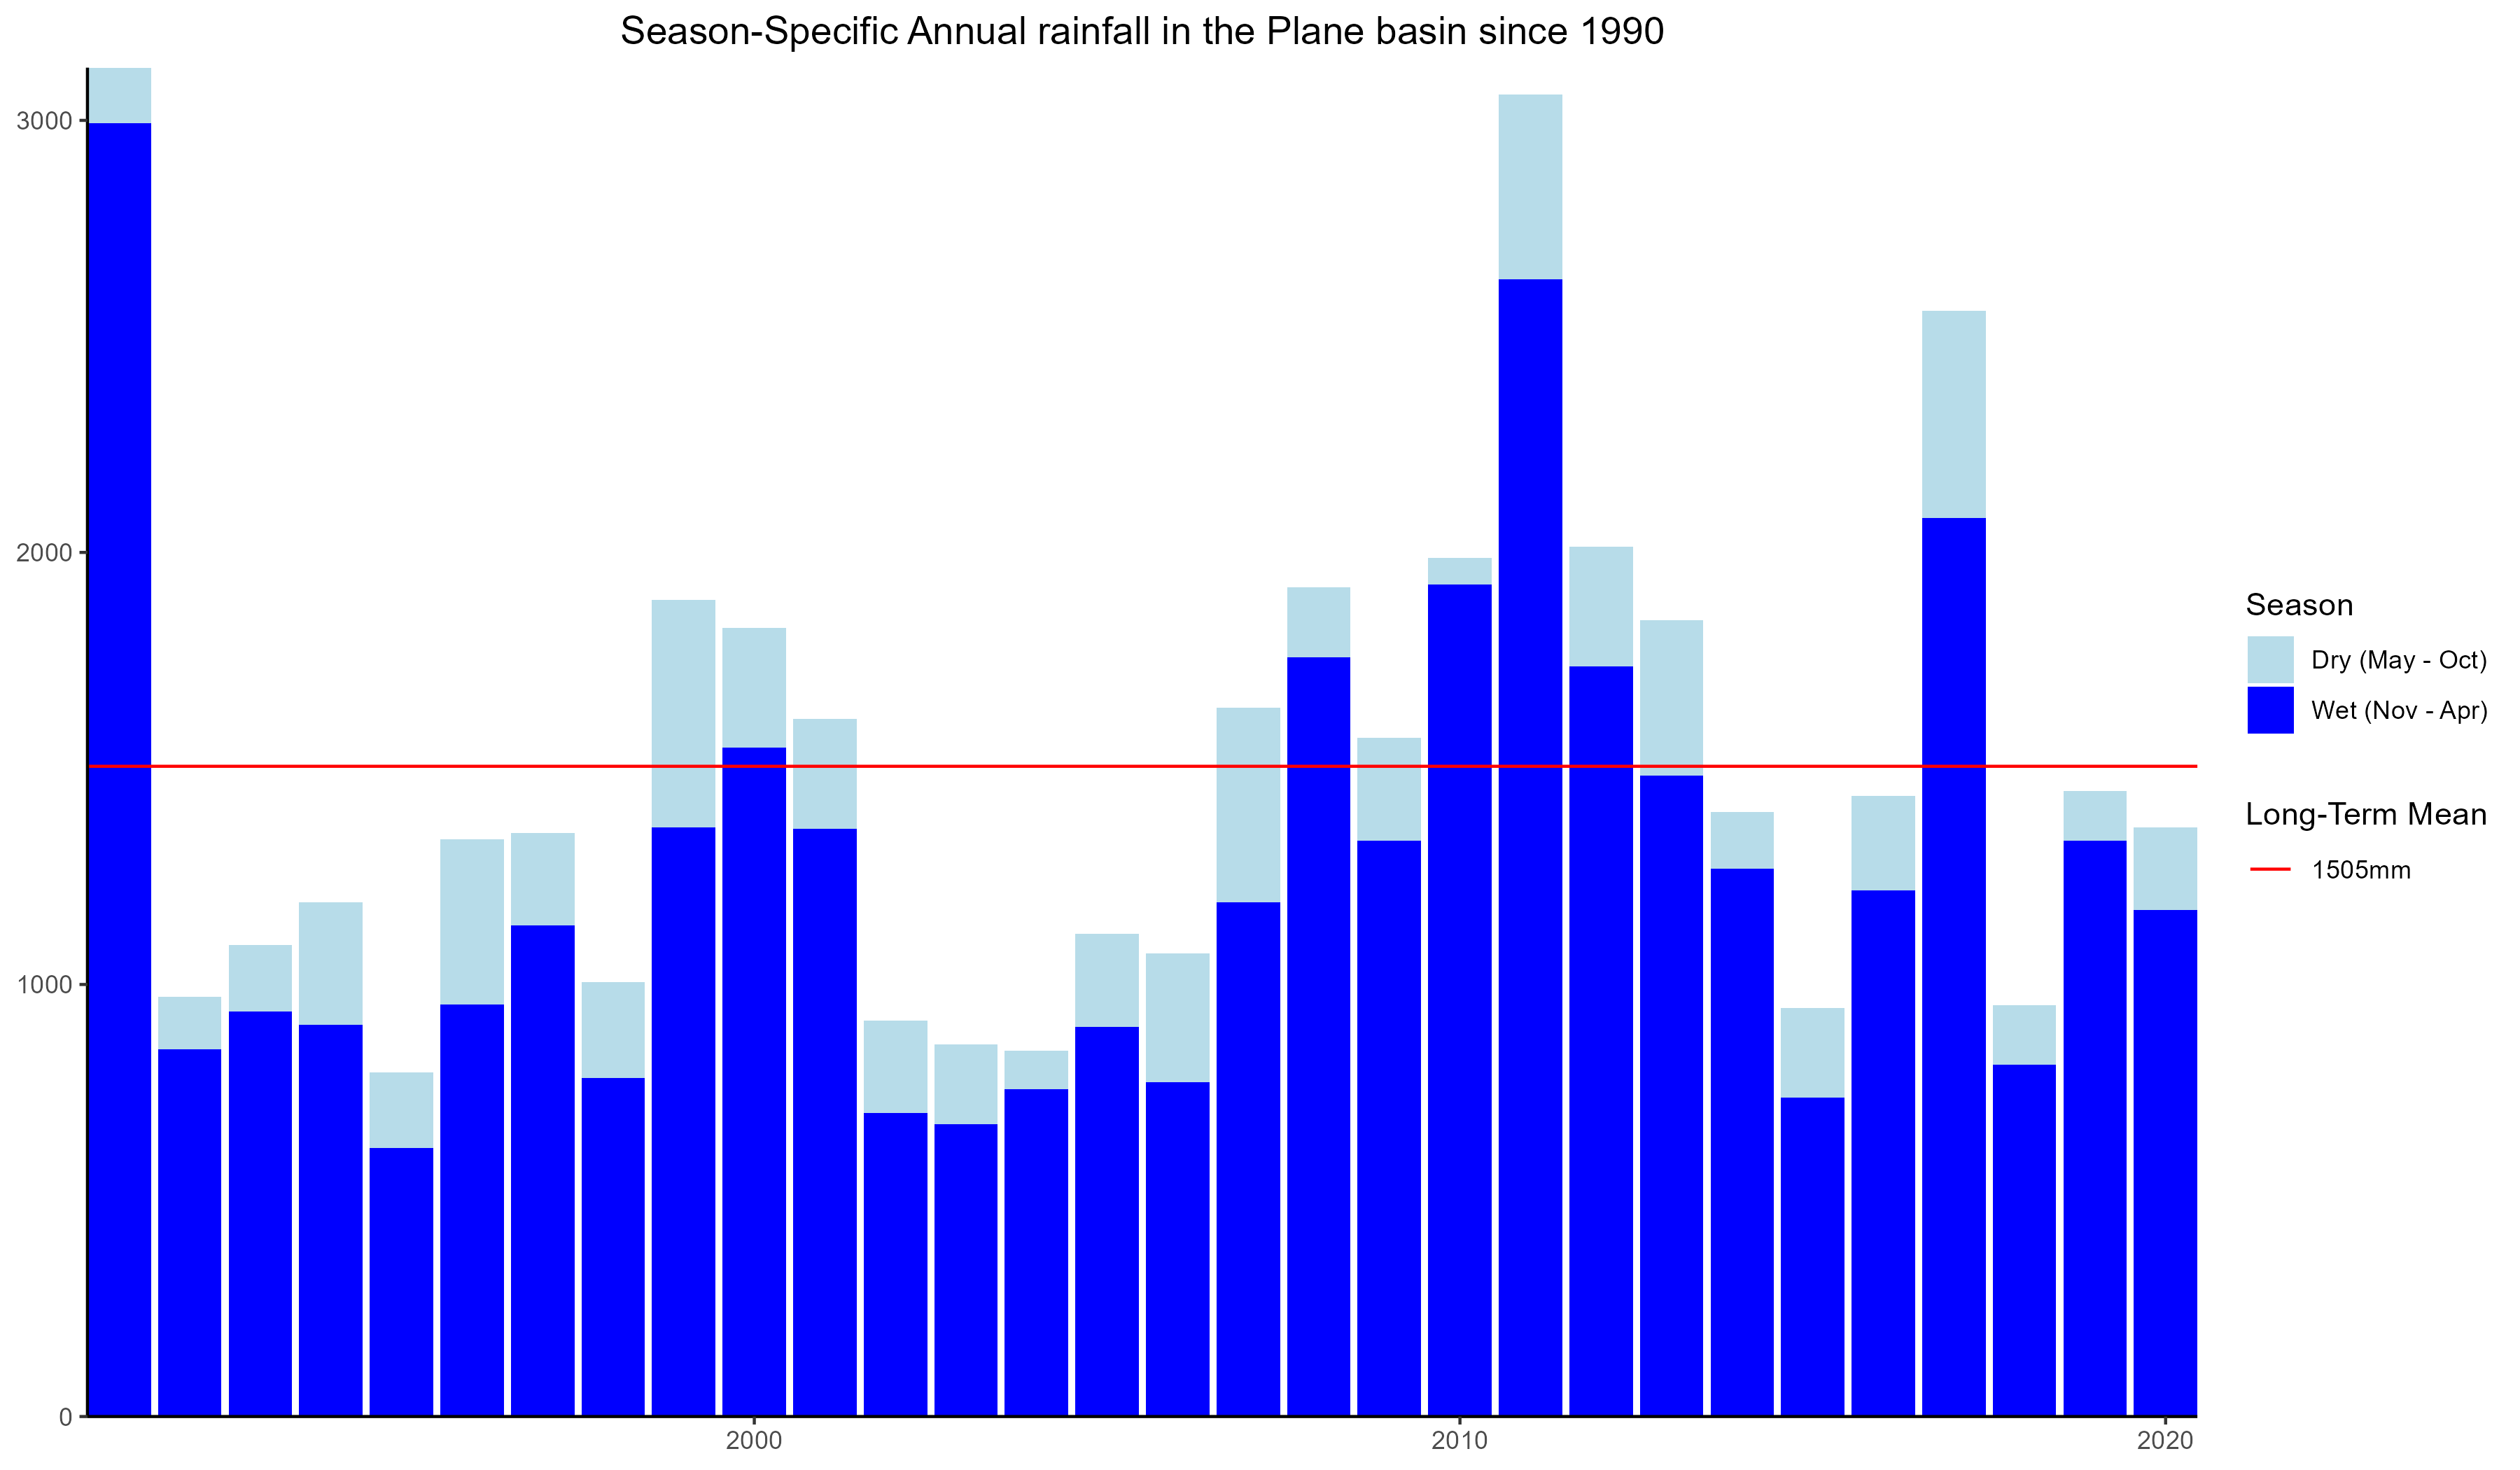 Season-Specific Annual rainfall in the Plane basin since 1990
3000
2000
1000
0
2000
2010
2020
Season
Dry (May - Oct)
Wet (Nov - Apr)
Long-Term Mean
1505mm